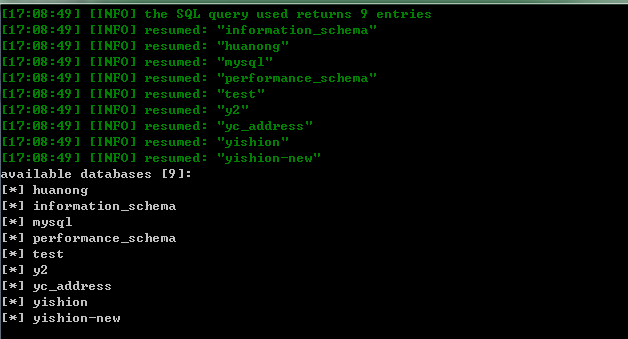 [17:08:49] [INFO] the SQL query used returns 9 entries
[17:08:49] [INFO] resumed: "information_schema"
[17:08:49] [INFO] resumed: "huanong"
[17:08:49] [INFO] resumed: "mysql"
[17:08:49] [INFO] resumed: "performance_schema"
[17:08:49] [INFO] resumed: "test"
[17:08:49] [INFO] resumed: "y2"
[17:08:49] [INFO] resumed: "yc_address"
[17:08:49] [INFO] resumed: "yishion"
[17:08:49] [INFO] resumed: "yishion-new"
available databases [9]:
[*] huanong
[*] information_schema
[*] mysql
[*] performance_schema
[*] test
[*] y2
[*] yc_address
[*] yishion
[*] yishion-new